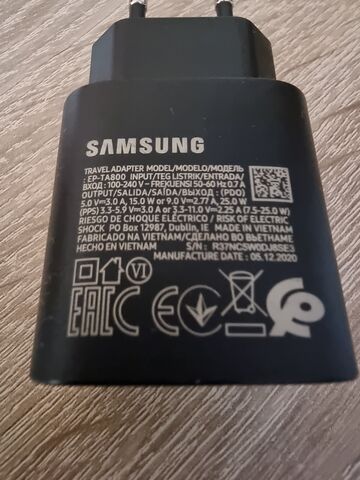 SAMSUNG
TRAVEL ADAPTER MODEL/MODELO/МОДЕЛЬ
: EP-TA800 INPUT/TEG LISTRIK/ENTRADA/
ВХОД : 100-240 V~ FREKUENSI 50-60 Hz 0.7 A
OUTPUT/SALIDA/SAÍDA/ВЫХОД : (PDO)
5.0 V⎓3.0 A, 15.0 W or 9.0 V⎓2.77 A, 25.0 W
(PPS) 3.3-5.9 V⎓3.0 A or 3.3-11.0 V⎓2.25 A (7.5-25.0 W)
RIESGO DE CHOQUE ELÉCTRICO / RISK OF ELECTRIC
SHOCK PO Box 12987, Dublin, IE MADE IN VIETNAM
FABRICADO NA VIETNAM/СДЕЛАНО ВО ВЬЕТНАМЕ
HECHO EN VIETNAM S/N : R37NC5W0DJ8SE3
MANUFACTURE DATE : 05.12.2020
VI
EAC CE